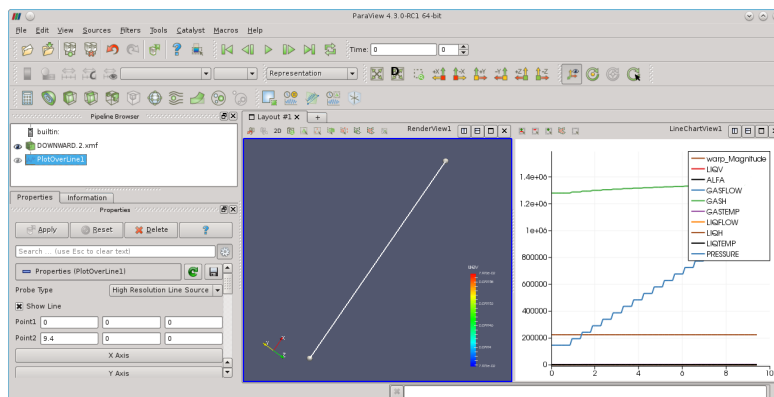 ParaView 4.3.0-RC1 64-bit
File Edit View Sources Filters Tools Catalyst Macros Help
Time: 0 0
Representation
2D
Pipeline Browser
builtin:
DOWNWARD.2.xmf
PlotOverLine1
Properties Information
Properties
Apply Reset Delete ?
Search ... (use Esc to clear text)
Properties (PlotOverLine1)
Probe Type High Resolution Line Source
Show Line
Point1 0 0 0
Point2 9.4 0 0
X Axis
Y Axis
Layout #1 X +
RenderView1
LineChartView1
warp_Magnitude
LIQV
ALFA
GASFLOW
GASH
GASTEMP
LIQFLOW
LIQH
LIQTEMP
PRESSURE
1.4e+06
1.2e+06
1e+06
800000
600000
400000
200000
0
0 2 4 6 8 10